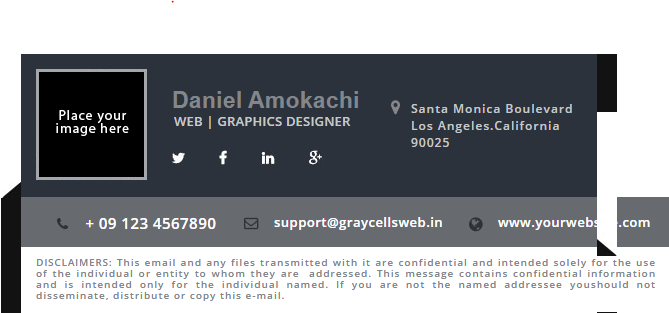 Place your
image here
Daniel Amokachi
WEB | GRAPHICS DESIGNER
Santa Monica Boulevard
Los Angeles.California
90025
+ 09 123 4567890
support@graycellsweb.in
DISCLAIMERS: This email and any files transmitted with it are confidential and intended solely for the use
of the individual or entity to whom they are addressed. This message contains confidential information
and is intended only for the individual named. If you are not the named addressee youshould not
disseminate, distribute or copy this e-mail.